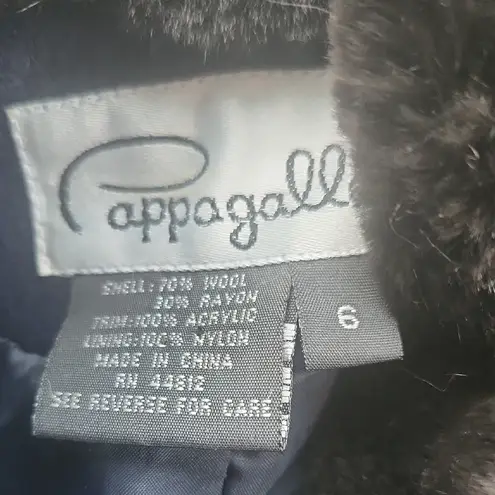 Pappagall
SHELL: 70% WOOL
30% RAYON
TRIM: 100% ACRYLIC
LINING: 100% NYLON
MADE IN CHINA
RN 44812
SEE REVERSE FOR CARE
6